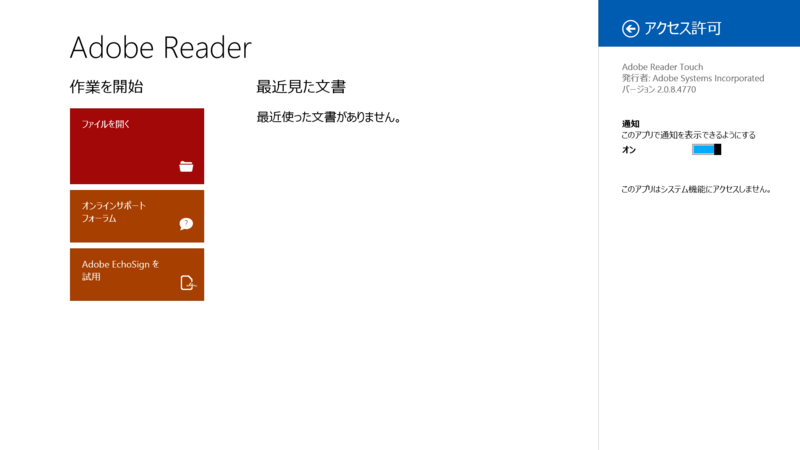 Adobe Reader
作業を開始
ファイルを開く
オンラインサポート
フォーラム
Adobe EchoSign を
試用
最近見た文書
最近使った文書がありません。
アクセス許可
Adobe Reader Touch
発行者: Adobe Systems Incorporated
バージョン 2.0.8.4770
通知
このアプリで通知を表示できるようにする
オン
このアプリはシステム機能にアクセスしません。